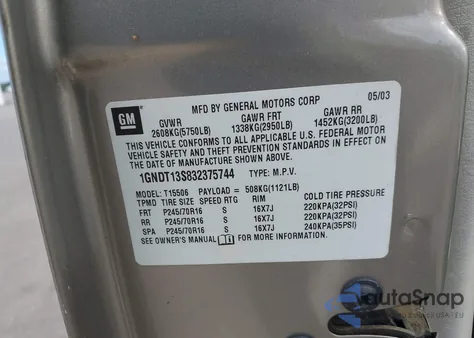 MFD BY GENERAL MOTORS CORP 05/03
GM
GVWR GAWR FRT GAWR RR
2608KG(5750LB) 1338KG(2950LB) 1452KG(3200LB)
THIS VEHICLE CONFORMS TO ALL APPLICABLE U.S. FEDERAL MOTOR
VEHICLE SAFETY AND THEFT PREVENTION STANDARDS IN EFFECT ON
THE DATE OF MANUFACTURE SHOWN ABOVE.
1GNDT13S832375744 TYPE: M.P.V.
MODEL: T15506 PAYLOAD = 508KG(1121LB)
TPMD TIRE SIZE SPEED RTG RIM COLD TIRE PRESSURE
FRT P245/70R16 S 16X7J 220KPA(32PSI)
RR P245/70R16 S 16X7J 220KPA(32PSI)
SPA P245/70R16 S 16X7J 240KPA(35PSI)
SEE OWNER'S MANUAL FOR MORE INFORMATION.
autoSnap